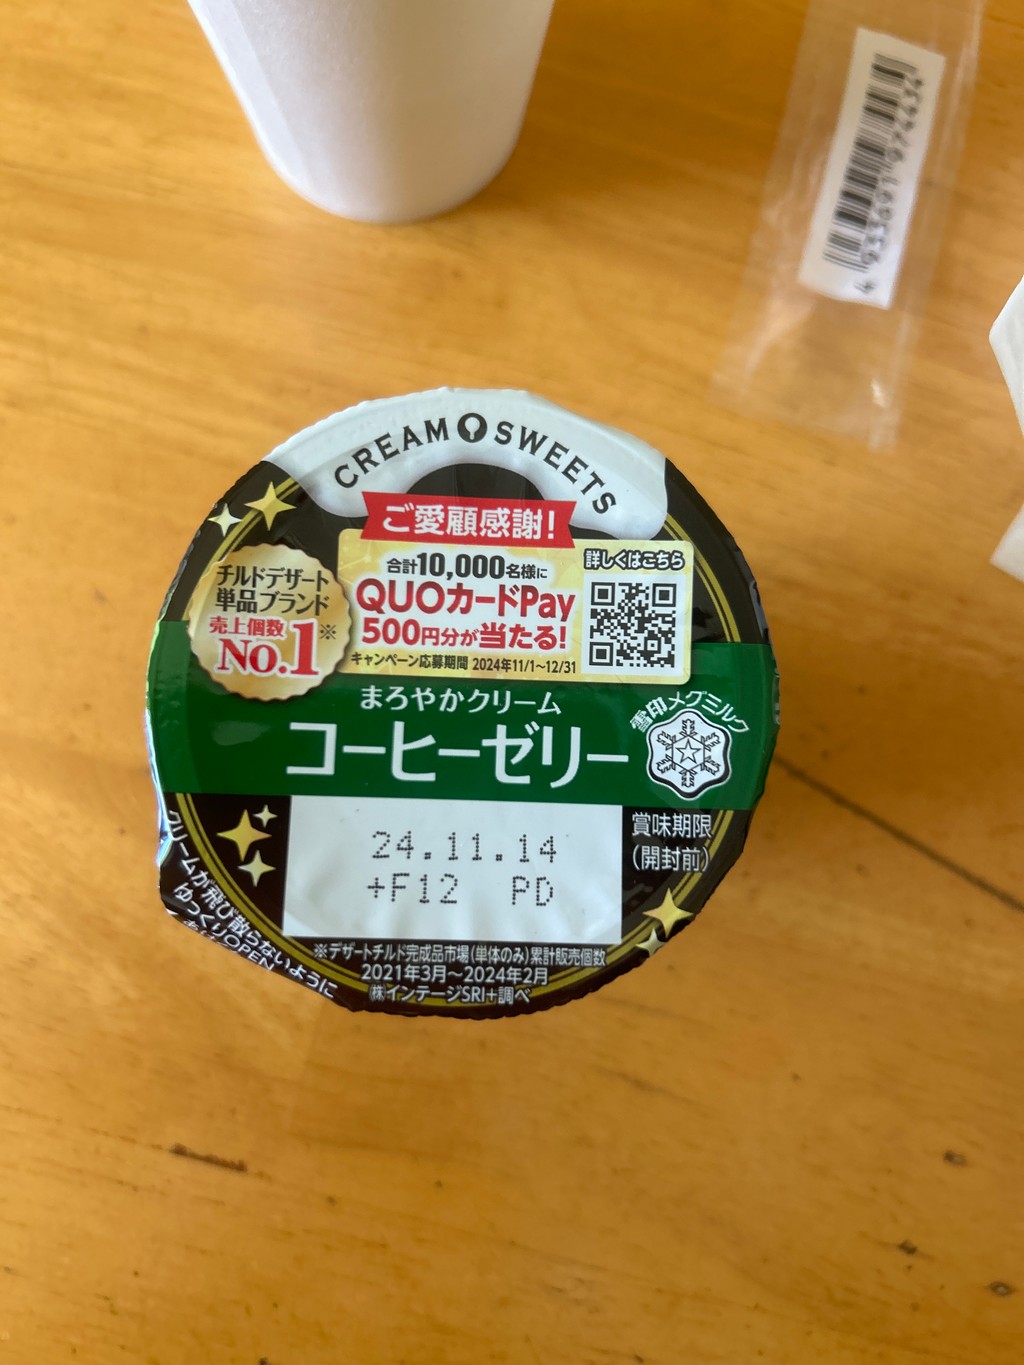 CREAM SWEETS
ご愛顧感謝!
合計10,000名様に
QUOカードPay
500円分が当たる!
キャンペーン応募期間 2024年11/1〜12/31
詳しくはこちら
チルドデザート
単品ブランド
売上個数
No.1※
まろやかクリーム
コーヒーゼリー
雪印メグミルク
24.11.14
+F12 PD
賞味期限
(開封前)
※デザートチルド完成品市場(単体のみ)累計販売個数
2021年3月〜2024年2月
㈱インテージSRI+調べ
クリームが飛び散らないように
ゆっくりOPEN